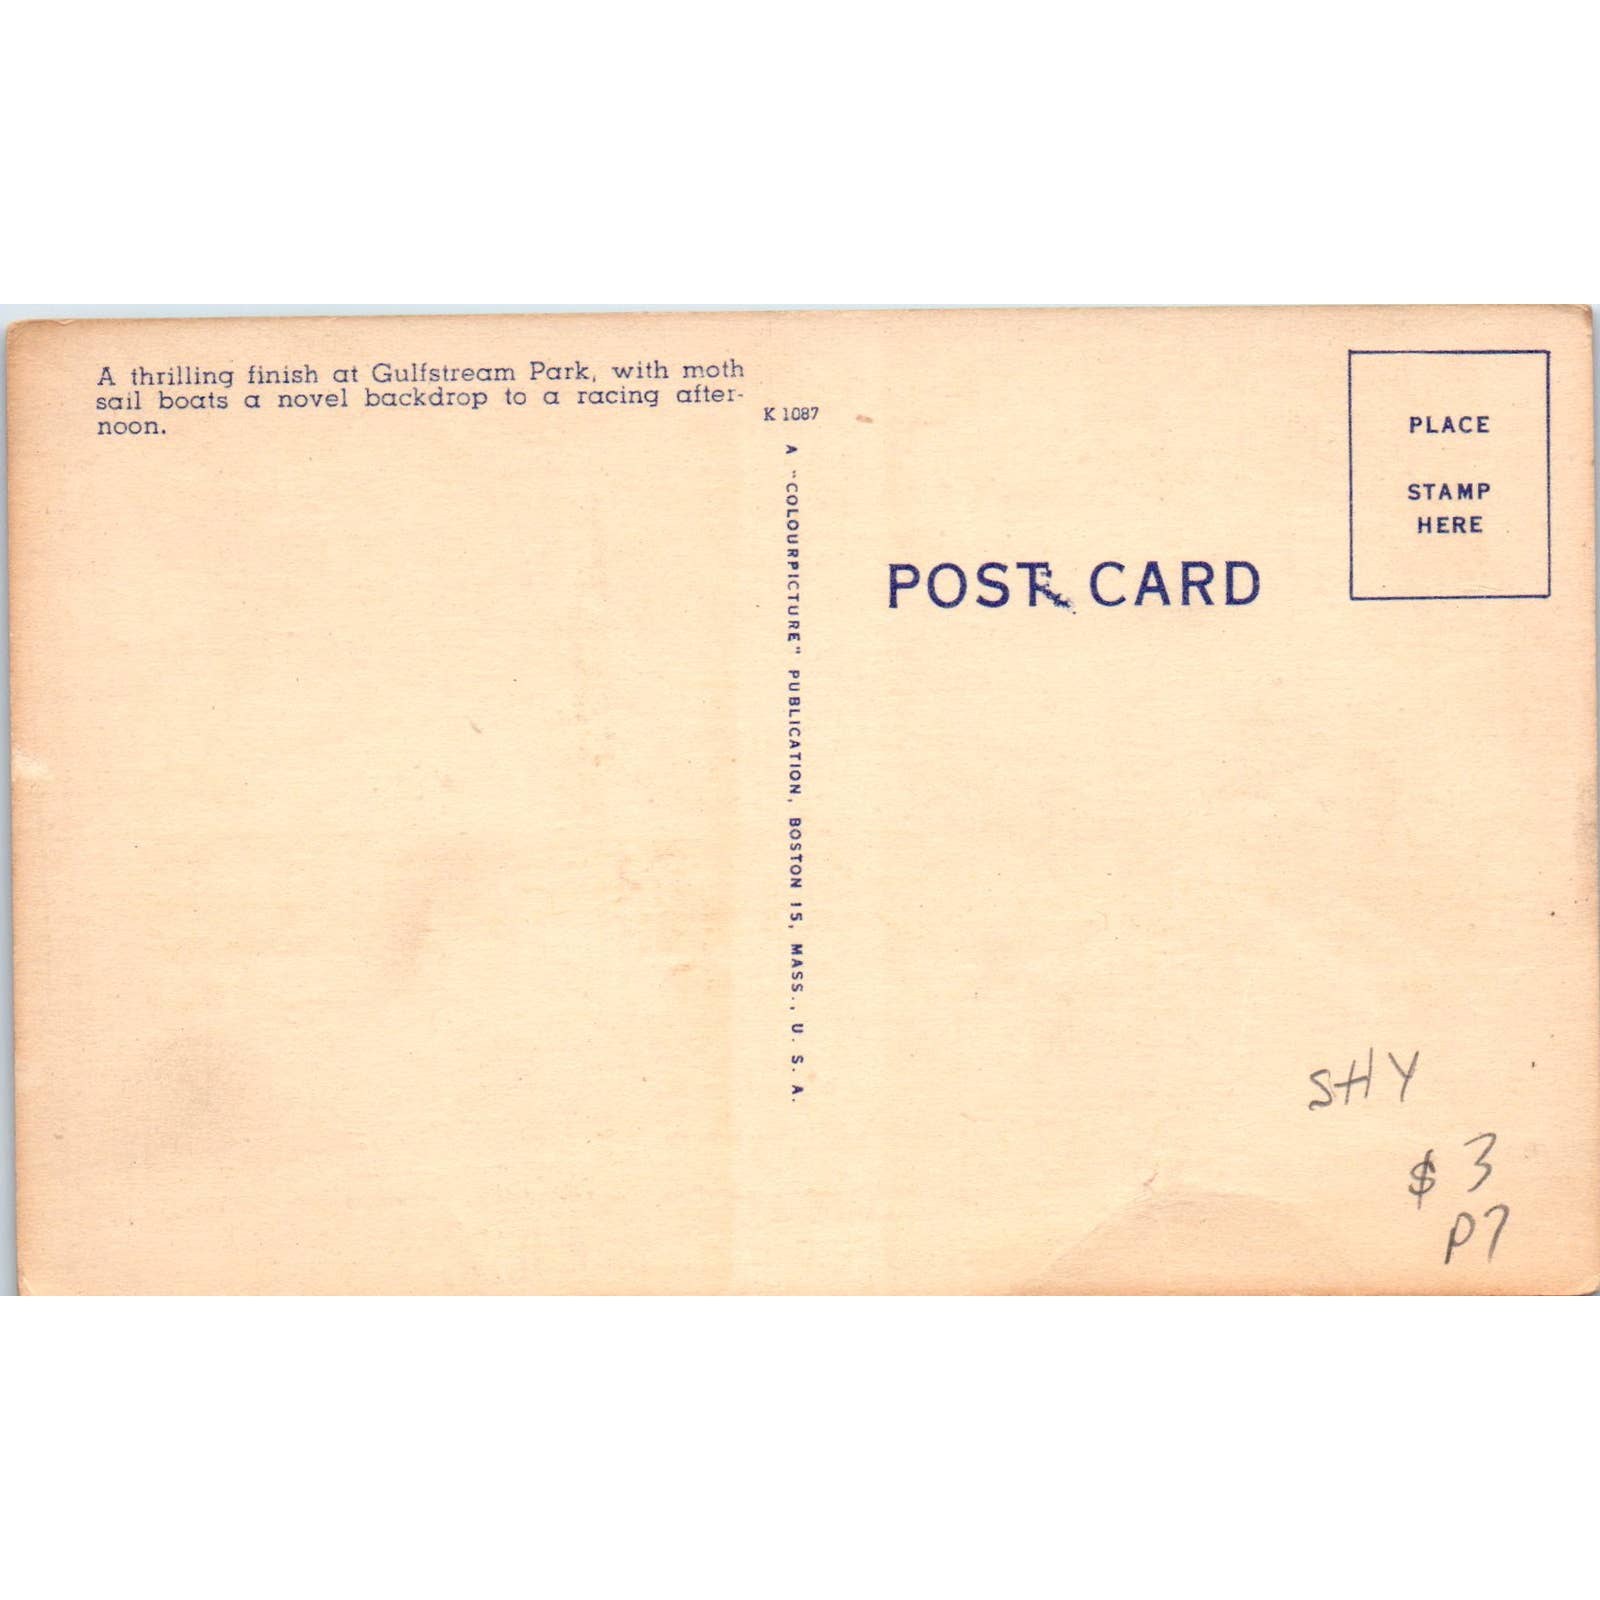 A thrilling finish at Gulfstream Park, with moth
sail boats a novel backdrop to a racing after-
noon.
K 1087
A "COLOURPICTURE" PUBLICATION, BOSTON 15, MASS., U. S. A.
POST CARD
PLACE
STAMP
HERE
SHY
$ 3
P7